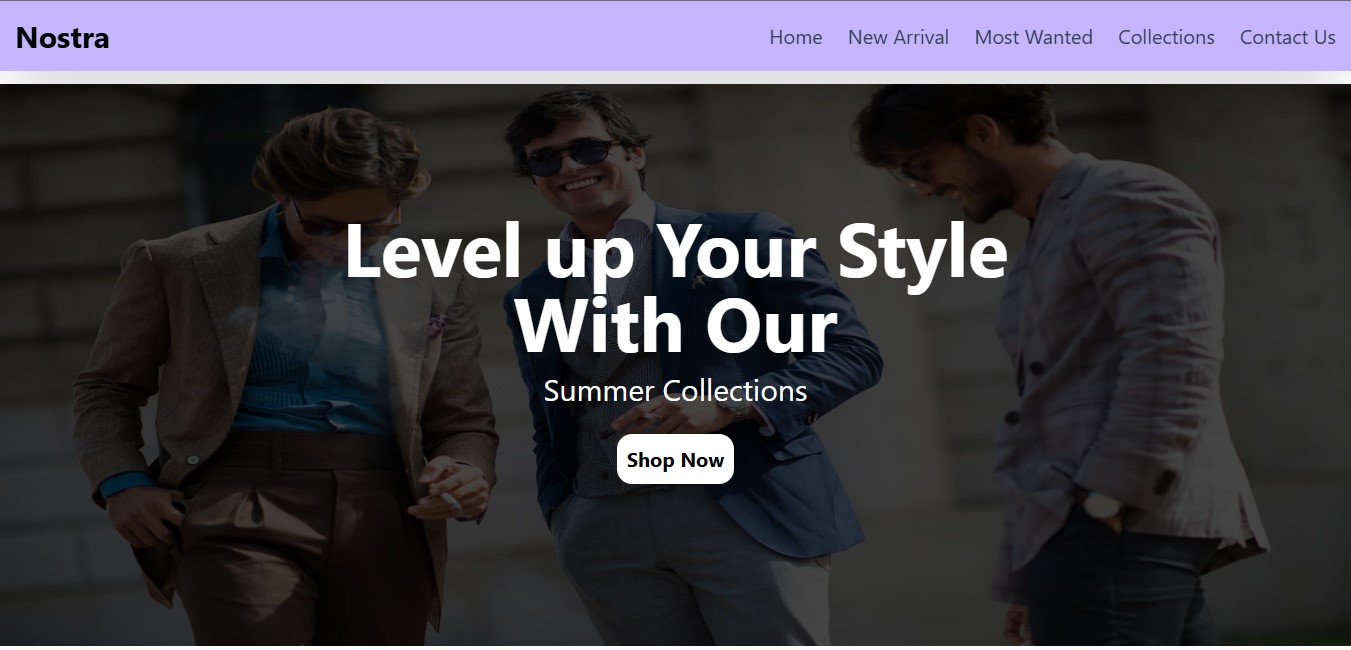 Nostra
Home New Arrival Most Wanted Collections Contact Us
Level up Your Style
With Our
Summer Collections
Shop Now